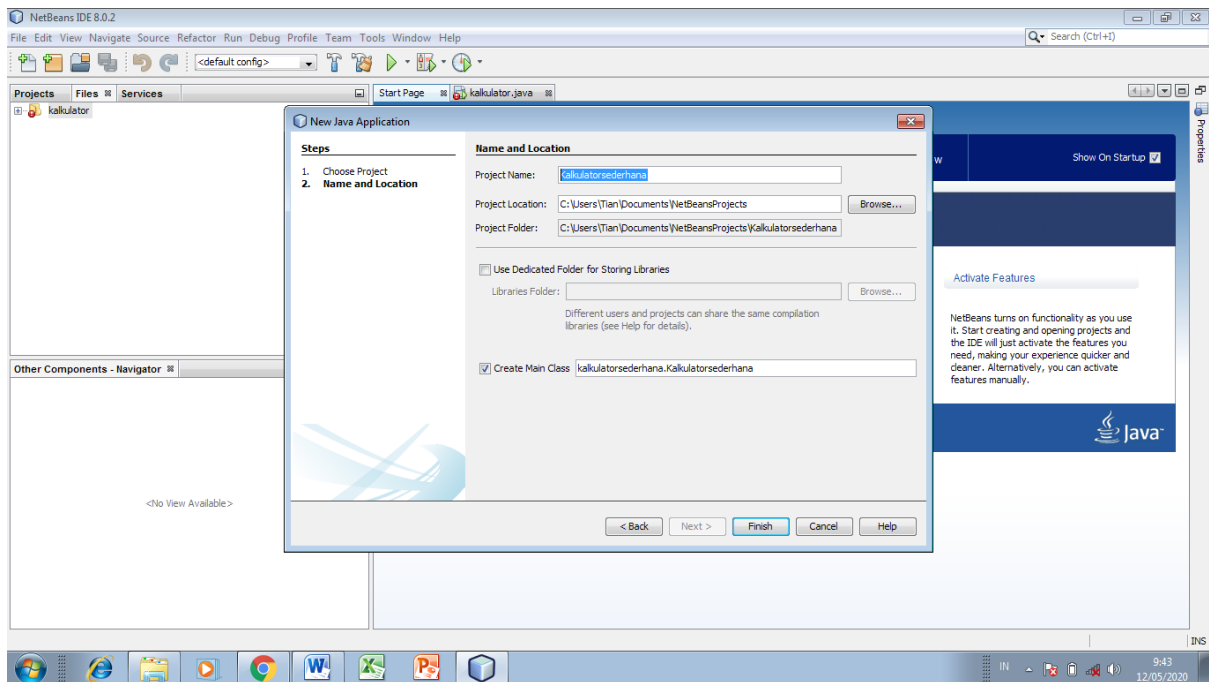 NetBeans IDE 8.0.2
File Edit View Navigate Source Refactor Run Debug Profile Team Tools Window Help
Search (Ctrl+I)
<default config>
Projects Files Services
Start Page kalkulator.java
kalkulator
Properties
New Java Application
Steps
1. Choose Project
2. Name and Location
Name and Location
Project Name: Kalkulatorsederhana
Project Location: C:\Users\Tian\Documents\NetBeansProjects Browse...
Project Folder: C:\Users\Tian\Documents\NetBeansProjects\Kalkulatorsederhana
Use Dedicated Folder for Storing Libraries
Libraries Folder: Browse...
Different users and projects can share the same compilation
libraries (see Help for details).
Create Main Class kalkulatorsederhana.Kalkulatorsederhana
< Back Next > Finish Cancel Help
w
Show On Startup
Activate Features
NetBeans turns on functionality as you use
it. Start creating and opening projects and
the IDE will just activate the features you
need, making your experience quicker and
cleaner. Alternatively, you can activate
features manually.
Java
Other Components - Navigator
<No View Available>
INS
IN
9:43
12/05/2020